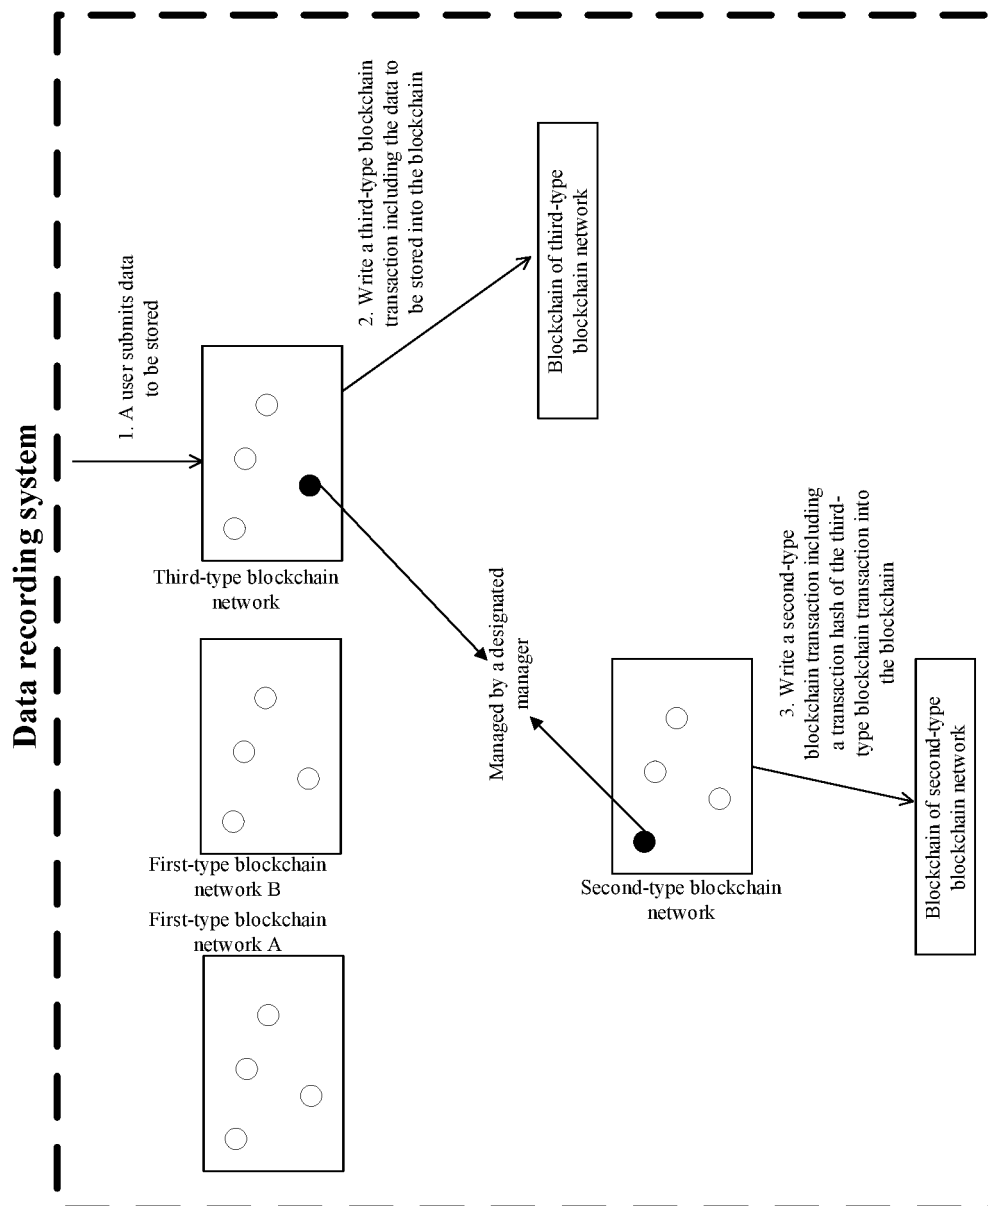 Data recording system
1. A user submits data
to be stored
2. Write a third-type blockchain
transaction including the data to
be stored into the blockchain
Blockchain of third-type
blockchain network
Third-type blockchain
network
First-type blockchain
network B
First-type blockchain
network A
Managed by a designated
manager
Second-type blockchain
network
3. Write a second-type
blockchain transaction including
a transaction hash of the third-
type blockchain transaction into
the blockchain
Blockchain of second-type
blockchain network